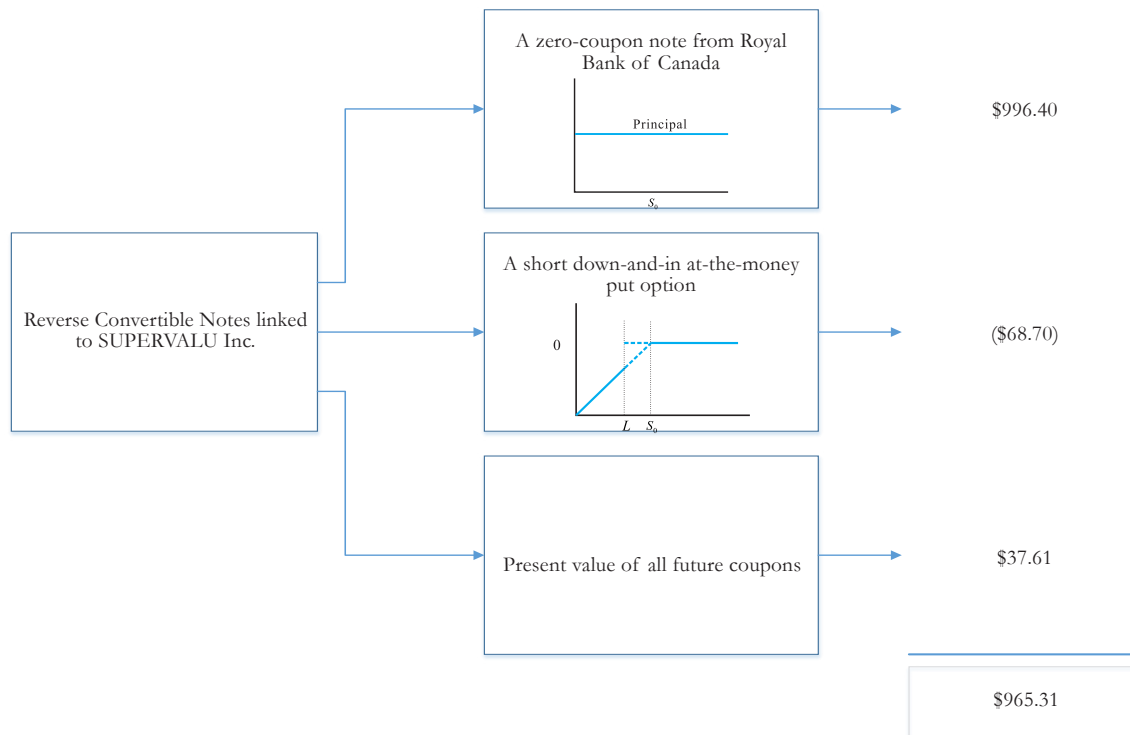 A zero-coupon note from Royal
Bank of Canada
Principal
S₀
$996.40
Reverse Convertible Notes linked
to SUPERVALU Inc.
A short down-and-in at-the-money
put option
0
L S₀
($68.70)
Present value of all future coupons
$37.61
$965.31